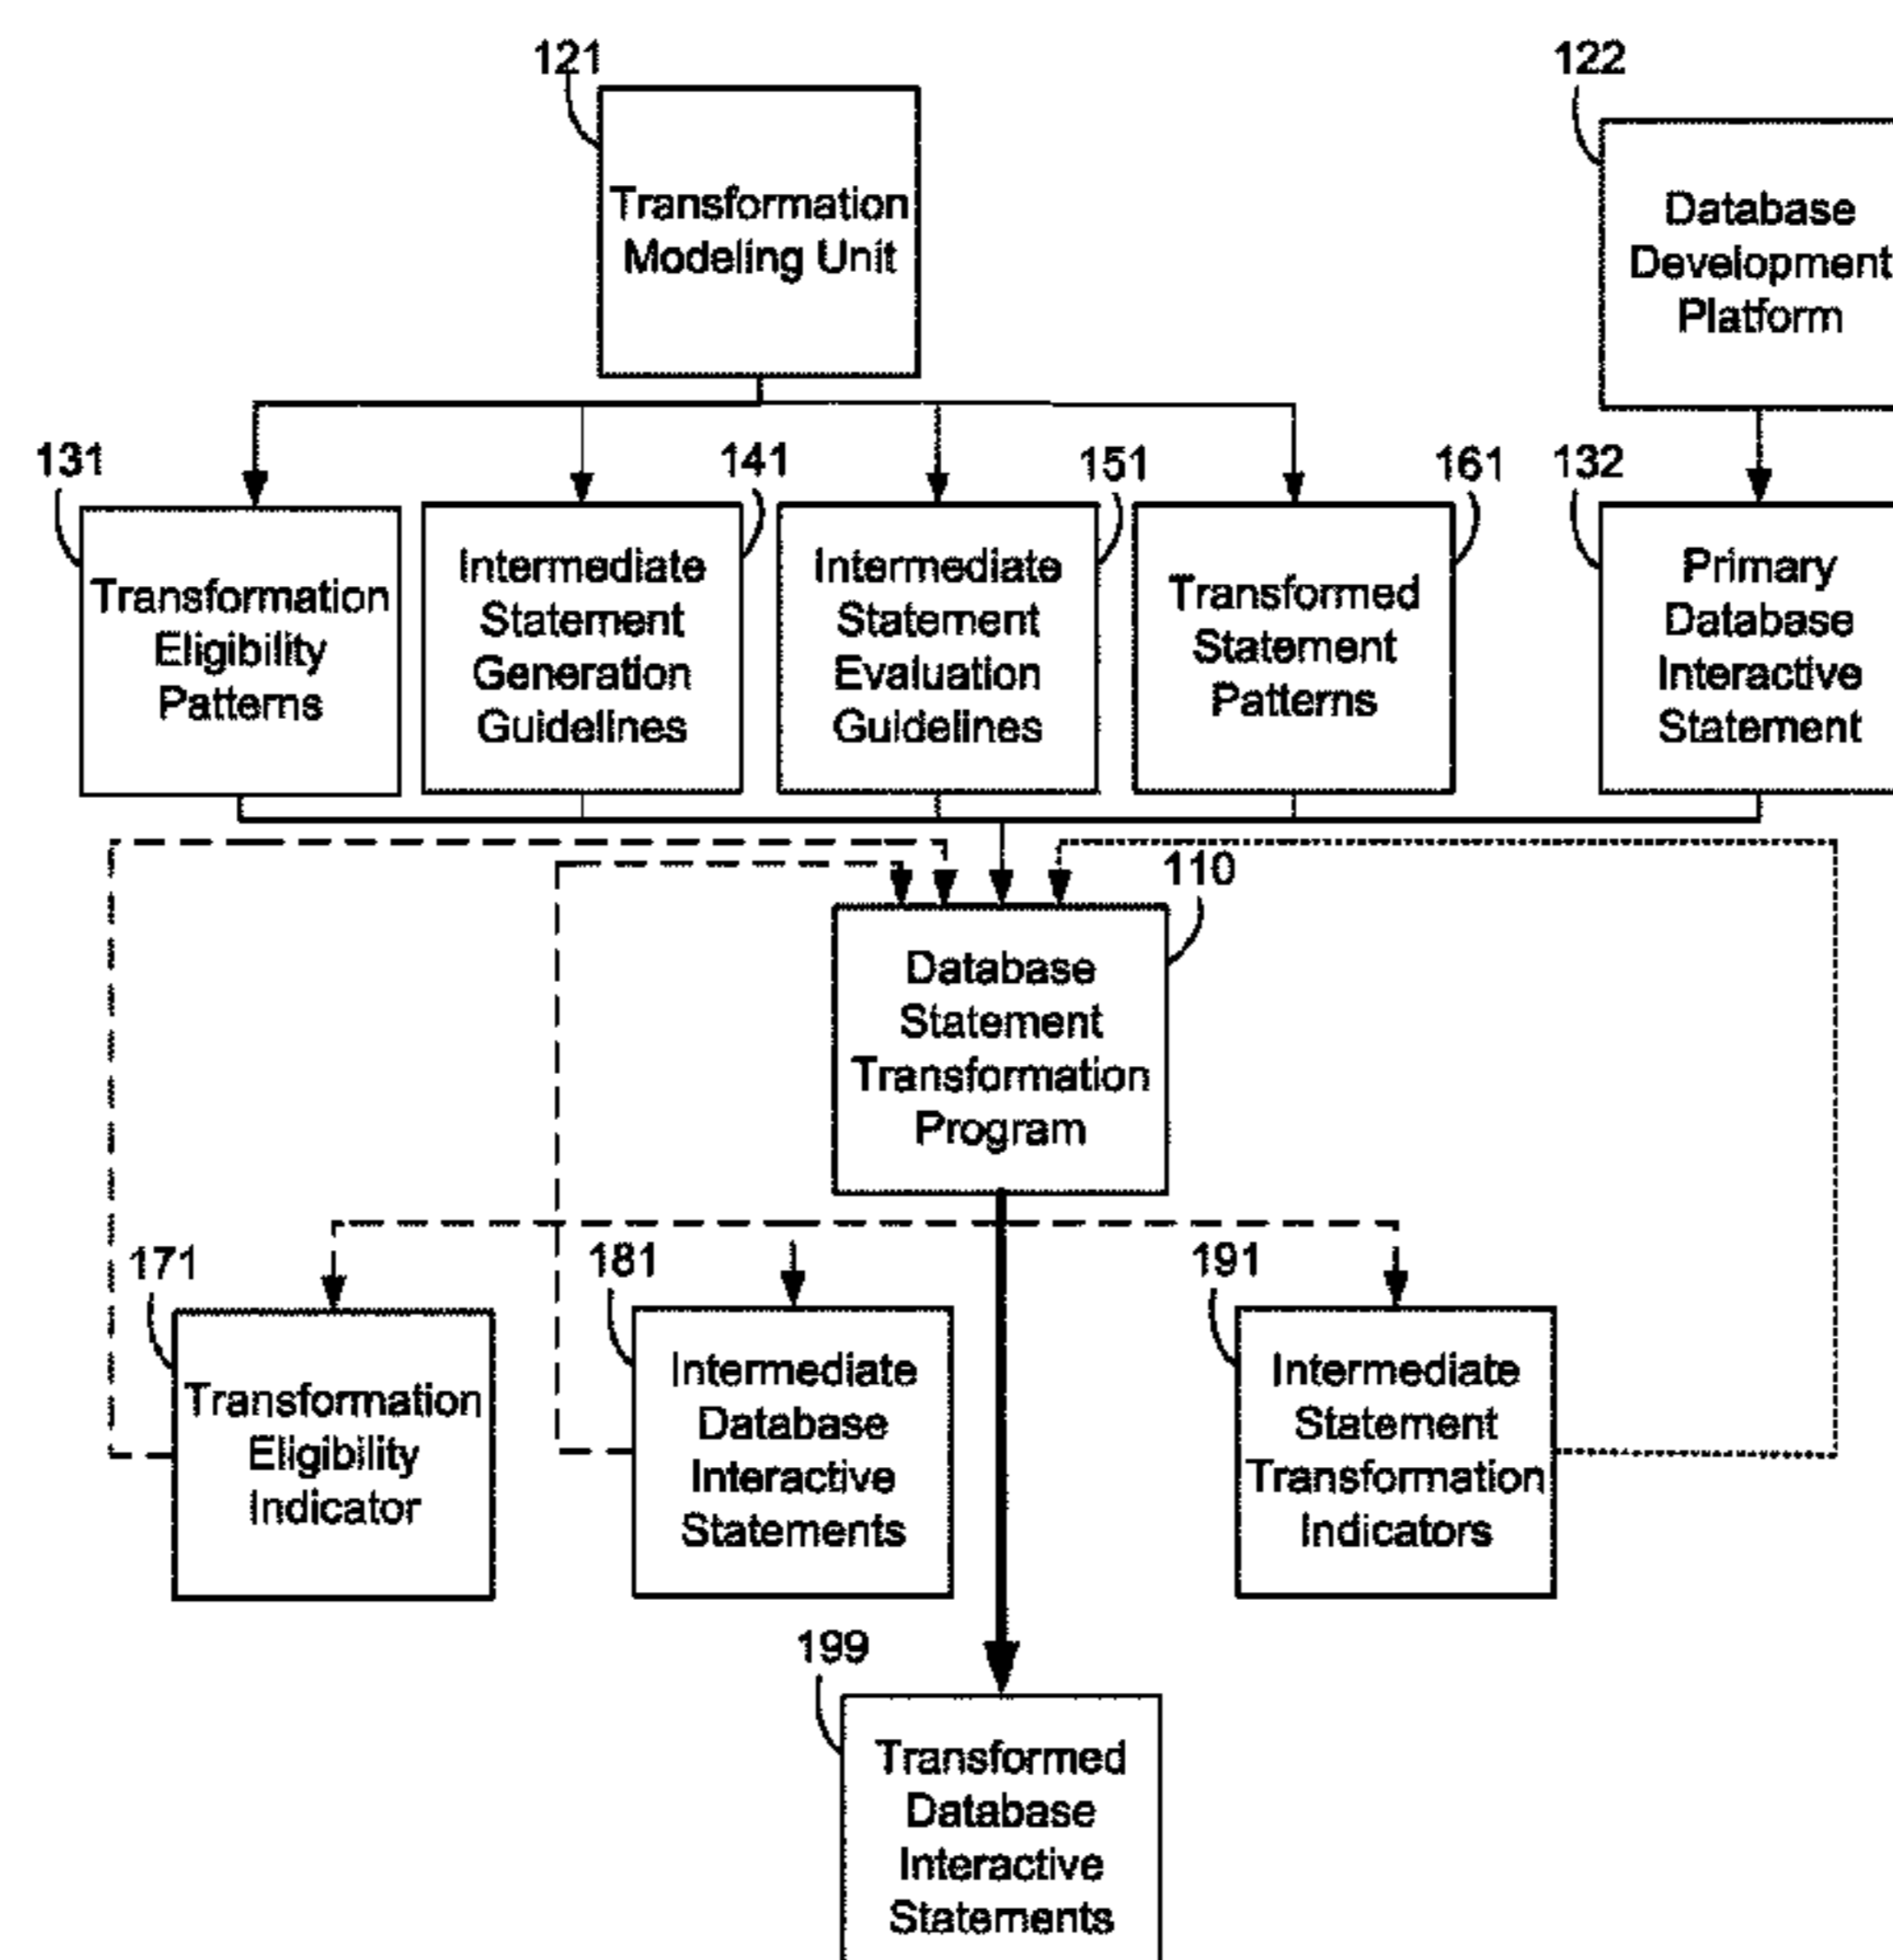 121
Transformation
Modeling Unit
122
Database
Development
Platform
131
Transformation
Eligibility
Patterns
141
Intermediate
Statement
Generation
Guidelines
151
Intermediate
Statement
Evaluation
Guidelines
161
Transformed
Statement
Patterns
132
Primary
Database
Interactive
Statement
110
Database
Statement
Transformation
Program
171
Transformation
Eligibility
Indicator
181
Intermediate
Database
Interactive
Statements
191
Intermediate
Statement
Transformation
Indicators
199
Transformed
Database
Interactive
Statements